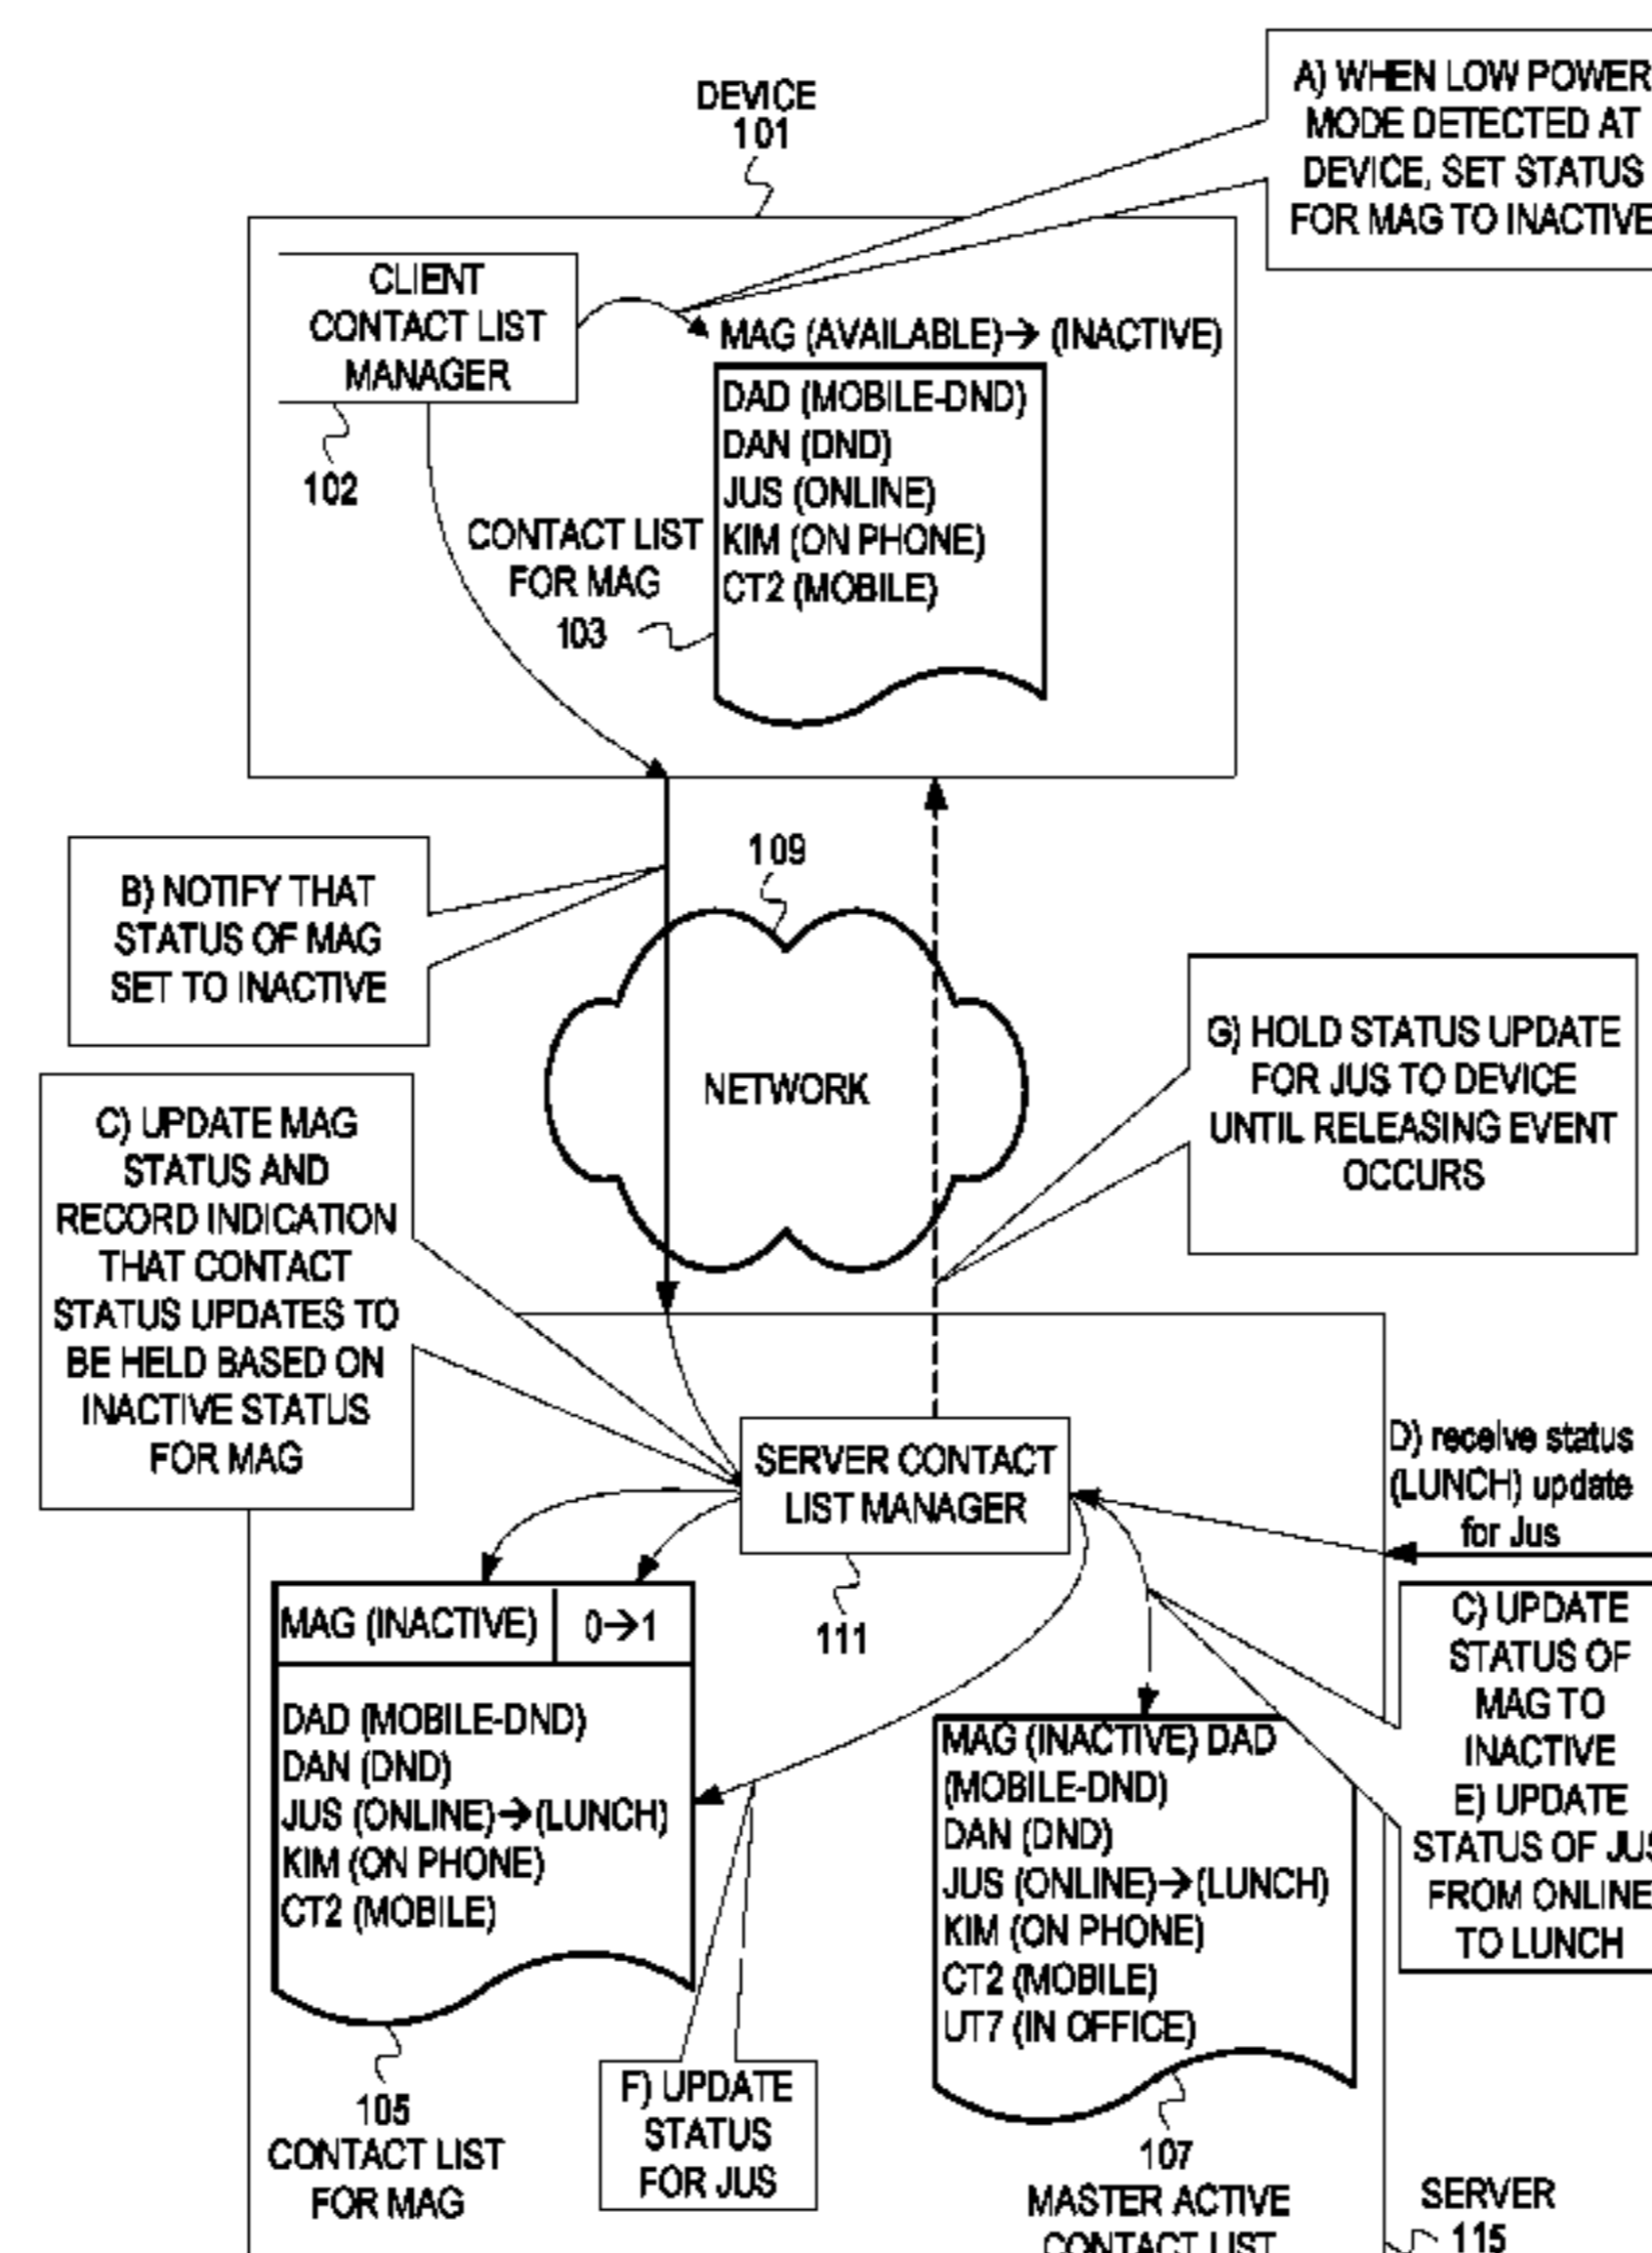 DEVICE
101
A) WHEN LOW POWER
MODE DETECTED AT
DEVICE, SET STATUS
FOR MAG TO INACTIVE
CLIENT
CONTACT LIST
MANAGER
102
MAG (AVAILABLE)→ (INACTIVE)
DAD (MOBILE-DND)
DAN (DND)
JUS (ONLINE)
KIM (ON PHONE)
CT2 (MOBILE)
CONTACT LIST
FOR MAG
103
B) NOTIFY THAT
STATUS OF MAG
SET TO INACTIVE
109
NETWORK
G) HOLD STATUS UPDATE
FOR JUS TO DEVICE
UNTIL RELEASING EVENT
OCCURS
C) UPDATE MAG
STATUS AND
RECORD INDICATION
THAT CONTACT
STATUS UPDATES TO
BE HELD BASED ON
INACTIVE STATUS
FOR MAG
SERVER CONTACT
LIST MANAGER
111
D) receive status
(LUNCH) update
for Jus
C) UPDATE
STATUS OF
MAG TO
INACTIVE
E) UPDATE
STATUS OF JUS
FROM ONLINE
TO LUNCH
MAG (INACTIVE)
0→1
DAD (MOBILE-DND)
DAN (DND)
JUS (ONLINE)→(LUNCH)
KIM (ON PHONE)
CT2 (MOBILE)
105
CONTACT LIST
FOR MAG
F) UPDATE
STATUS
FOR JUS
MAG (INACTIVE) DAD
(MOBILE-DND)
DAN (DND)
JUS (ONLINE)→(LUNCH)
KIM (ON PHONE)
CT2 (MOBILE)
UT7 (IN OFFICE)
107
MASTER ACTIVE
CONTACT LIST
SERVER
115